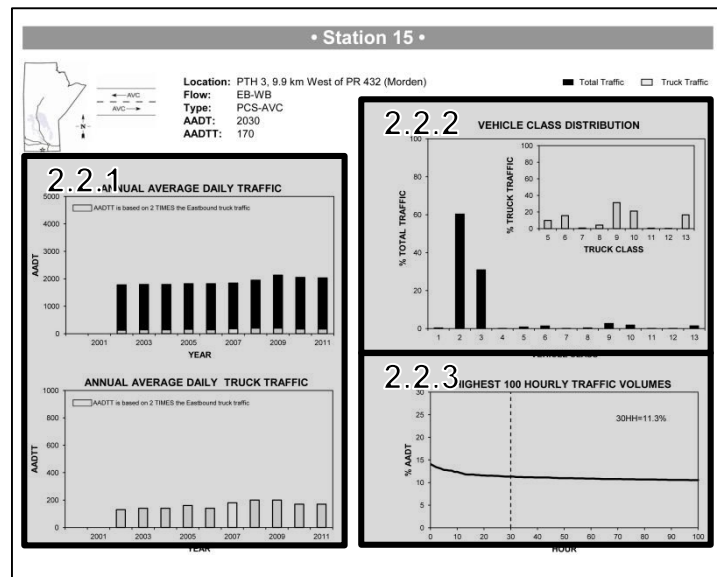 • Station 15 •
AVC
AVC
N
Location: PTH 3, 9.9 km West of PR 432 (Morden)
Flow: EB-WB
Type: PCS-AVC
AADT: 2030
AADTT: 170
Total Traffic
Truck Traffic
2.2.1
ANNUAL AVERAGE DAILY TRAFFIC
AADTT is based on 2 TIMES the Eastbound truck traffic
AADT
5000
4000
3000
2000
1000
0
2001 2003 2005 2007 2009 2011
YEAR
ANNUAL AVERAGE DAILY TRUCK TRAFFIC
AADTT is based on 2 TIMES the Eastbound truck traffic
AADTT
1000
800
600
400
200
0
2001 2003 2005 2007 2009 2011
YEAR
2.2.2
VEHICLE CLASS DISTRIBUTION
% TOTAL TRAFFIC
100
80
60
40
20
0
1 2 3 4 5 6 7 8 9 10 11 12 13
VEHICLE CLASS
% TRUCK TRAFFIC
100
80
60
40
20
0
5 6 7 8 9 10 11 12 13
TRUCK CLASS
2.2.3
HIGHEST 100 HOURLY TRAFFIC VOLUMES
30HH=11.3%
% AADT
30
25
20
15
10
5
0
0 10 20 30 40 50 60 70 80 90 100
HOUR